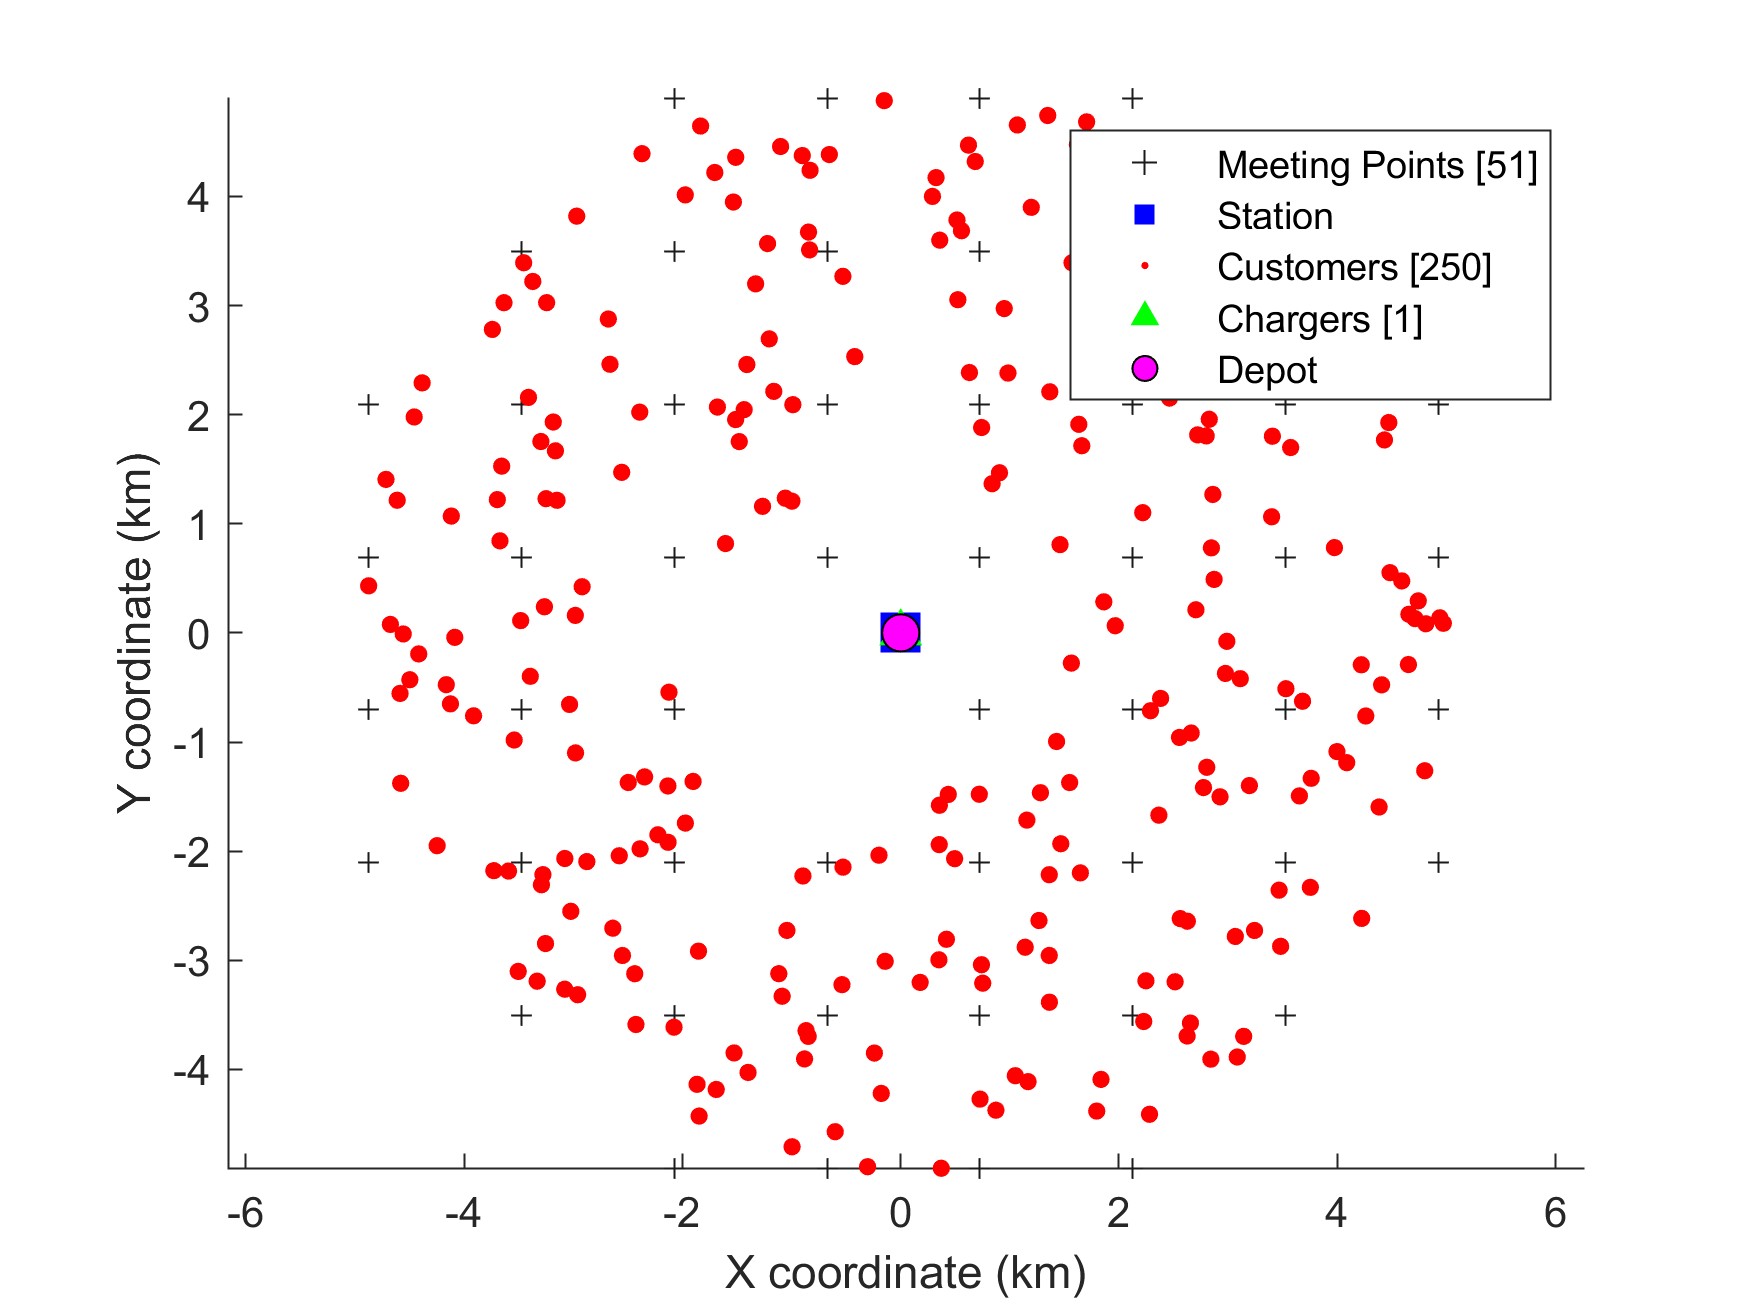 Meeting Points [51]
Station
Customers [250]
Chargers [1]
Depot
4
3
2
1
0
-1
-2
-3
-4
Y coordinate (km)
-6 -4 -2 0 2 4 6
X coordinate (km)